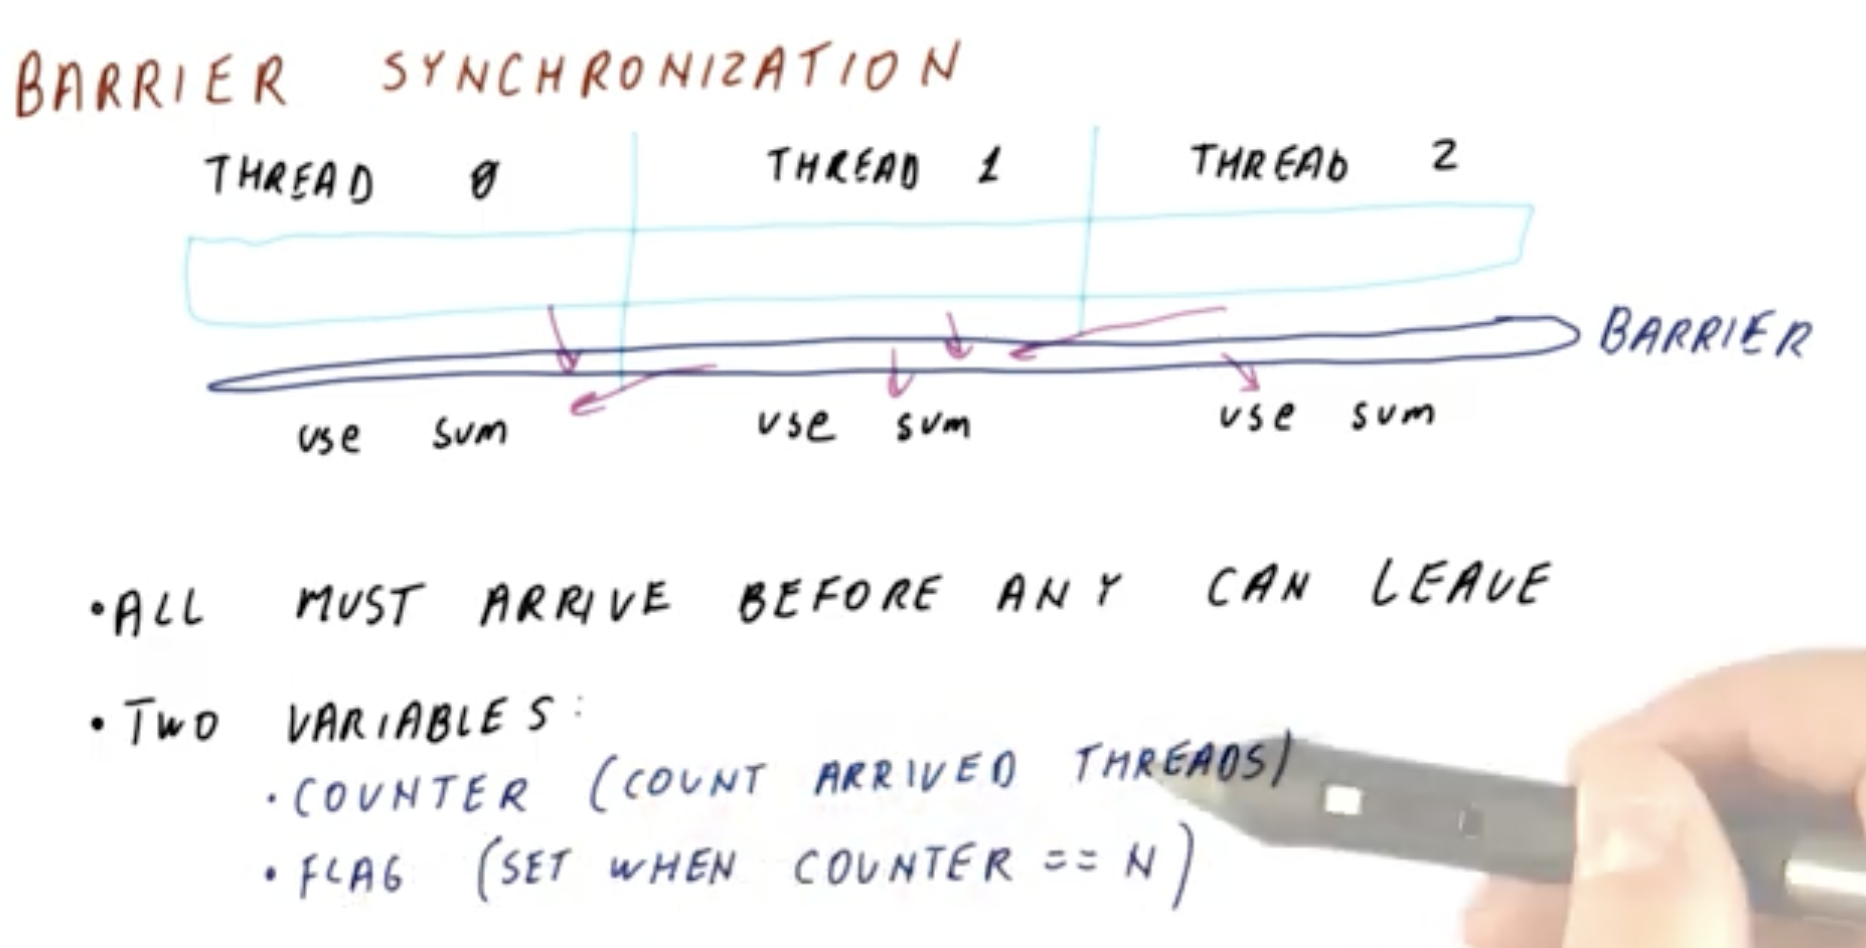 BARRIER SYNCHRONIZATION
THREAD 0 THREAD 1 THREAD 2
BARRIER
use sum use sum use sum
•ALL MUST ARRIVE BEFORE ANY CAN LEAVE
•TWO VARIABLES:
•COUNTER (COUNT ARRIVED THREADS)
•FLAG (SET WHEN COUNTER == N)